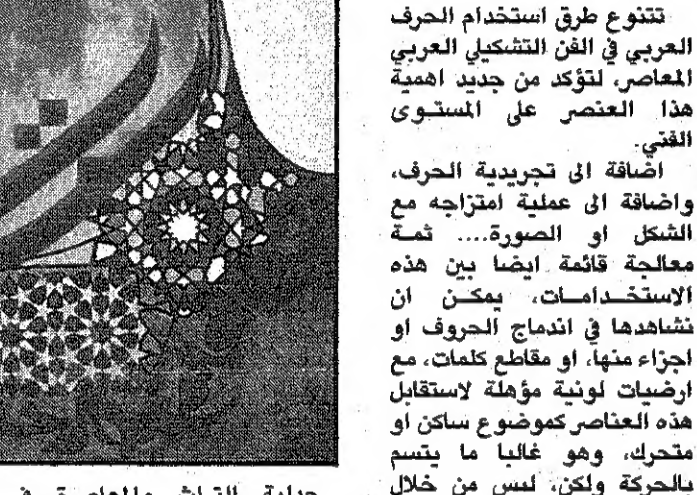 تتنوع طرق استخدام الحرف
العربي في الفن التشكيلي العربي
المعاصر، لتؤكد من جديد اهمية
هذا العنصر على المستوى
الفني.
اضافة الى تجريدية الحرف،
واضافة الى عملية امتزاجه مع
الشكل او الصورة.... ثمة
معالجة قائمة ايضا بين هذه
الاستخدامات، يمكن ان
نشاهدها في اندماج الحروف او
اجزاء منها، او مقاطع كلمات، مع
ارضيات لونية مؤهلة لاستقابل
هذه العناصر كموضوع ساكن او
متحرك، وهو غالبا ما يتسم
بالحركة ولكن، ليس من خلال